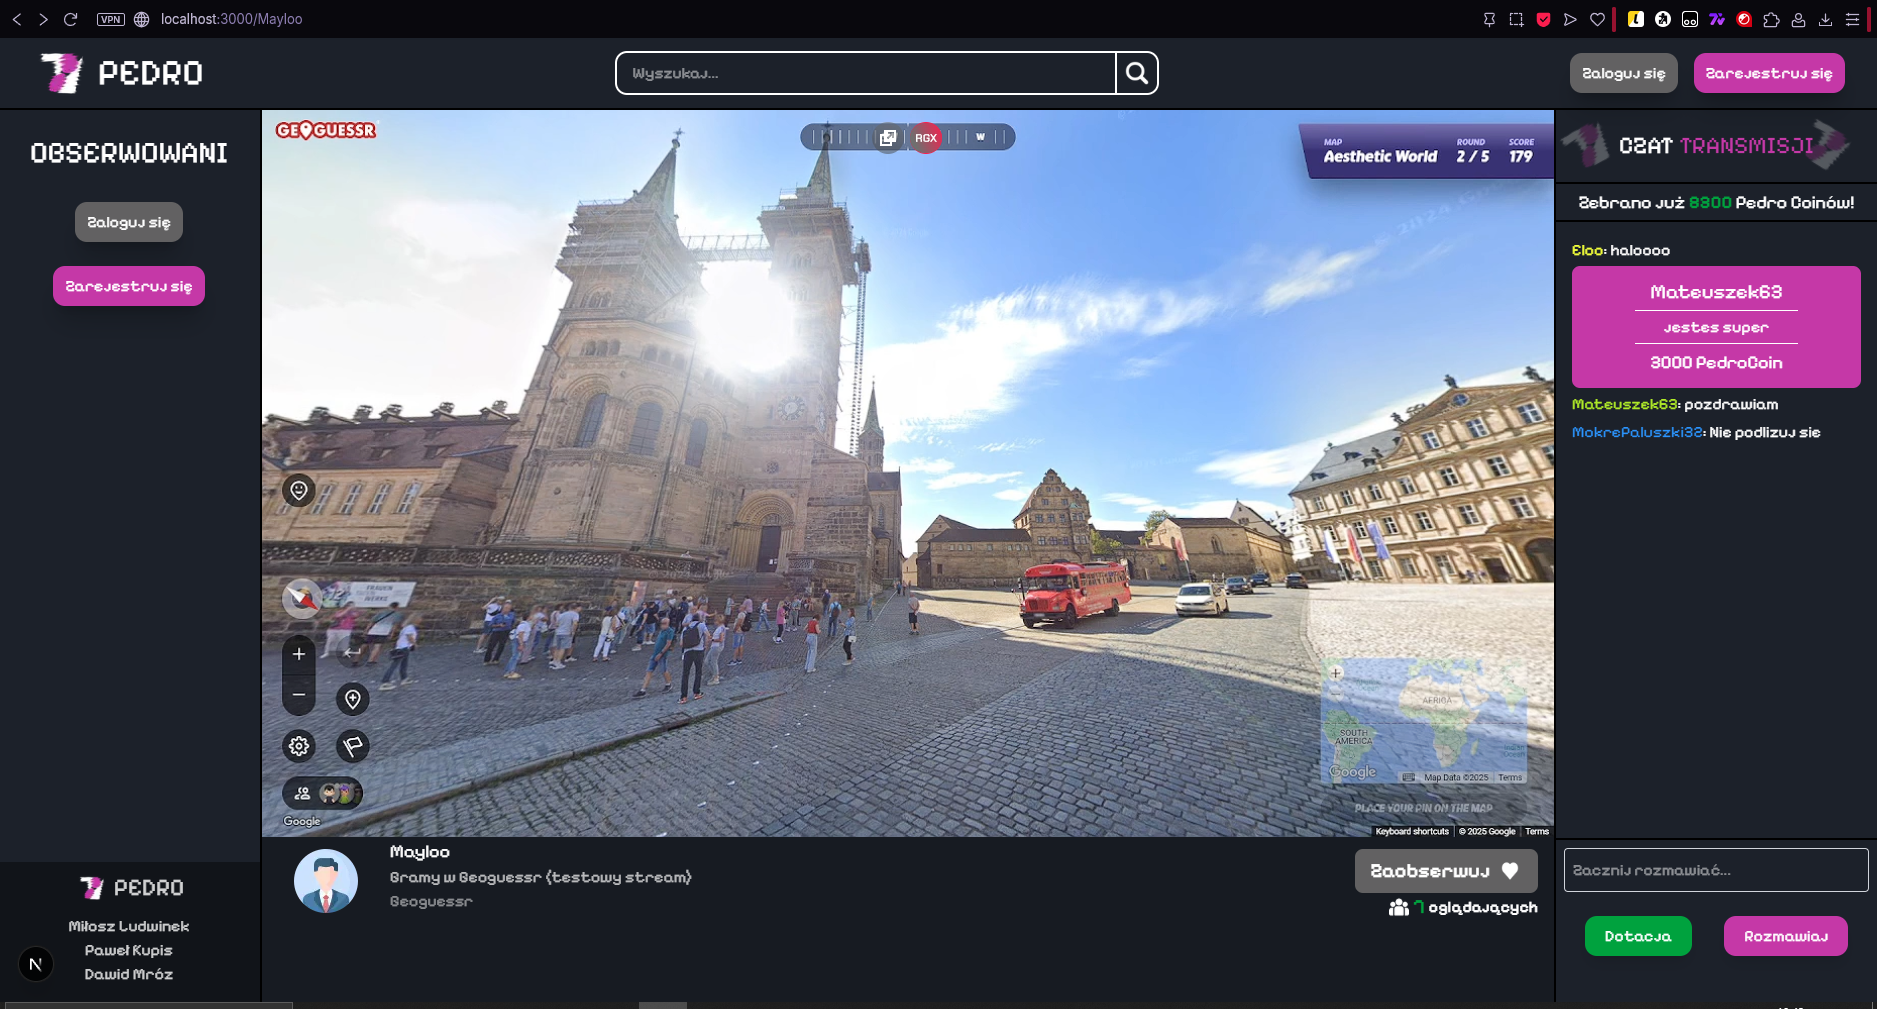 VPN
localhost:3000/Mayloo
PEDRO
Wyszukaj...
Zaloguj się
Zarejestruj się
OBSERWOWANI
Zaloguj się
Zarejestruj się
GEOGUESSR
RGX
W
MAP
Aesthetic World
ROUND
2 / 5
SCORE
179
CZAT TRANSMISJI
Zebrano już 8300 Pedro Coinów!
Eloo: haloooo
Mateuszek63
jestes super
3000 PedroCoin
Mateuszek63: pozdrawiam
MokrePaluszki32: Nie podlizuj sie
AFRICA
SOUTH
AMERICA
Indian
Ocean
Google
Map Data ©2025
Terms
PLACE YOUR PIN ON THE MAP
Google
Keyboard shortcuts
© 2025 Google
Terms
Mayloo
Gramy w Geoguessr (testowy stream)
Geoguessr
Zaobserwuj
7 oglądających
Zacznij rozmawiać...
Dotacja
Rozmawiaj
PEDRO
Miłosz Ludwinek
Paweł Kupis
Dawid Mróz
N